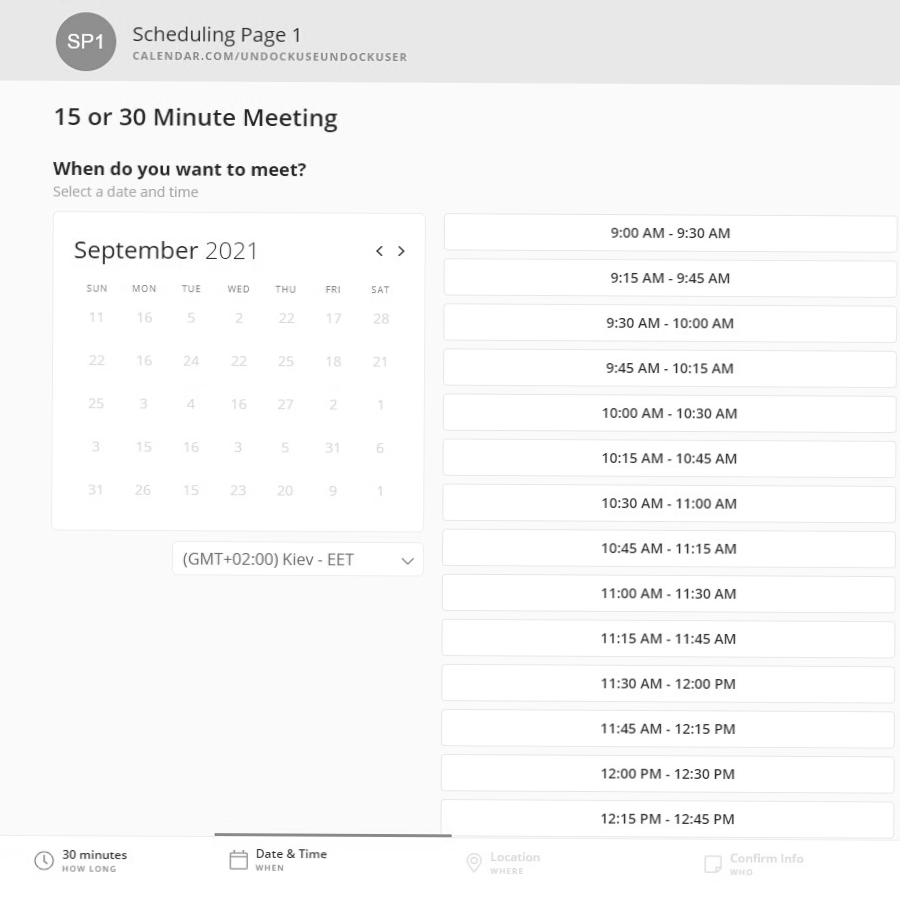 SP1
Scheduling Page 1
CALENDAR.COM/UNDOCKUSEUNDOCKUSER
15 or 30 Minute Meeting
When do you want to meet?
Select a date and time
September 2021
SUN MON TUE WED THU FRI SAT
11 16 5 2 22 17 28
22 16 24 22 25 18 21
25 3 4 16 27 2 1
3 15 16 3 5 31 6
31 26 15 23 20 9 1
(GMT+02:00) Kiev - EET
9:00 AM - 9:30 AM
9:15 AM - 9:45 AM
9:30 AM - 10:00 AM
9:45 AM - 10:15 AM
10:00 AM - 10:30 AM
10:15 AM - 10:45 AM
10:30 AM - 11:00 AM
10:45 AM - 11:15 AM
11:00 AM - 11:30 AM
11:15 AM - 11:45 AM
11:30 AM - 12:00 PM
11:45 AM - 12:15 PM
12:00 PM - 12:30 PM
12:15 PM - 12:45 PM
30 minutes
HOW LONG
Date & Time
WHEN
Location
WHERE
Confirm Info
WHO